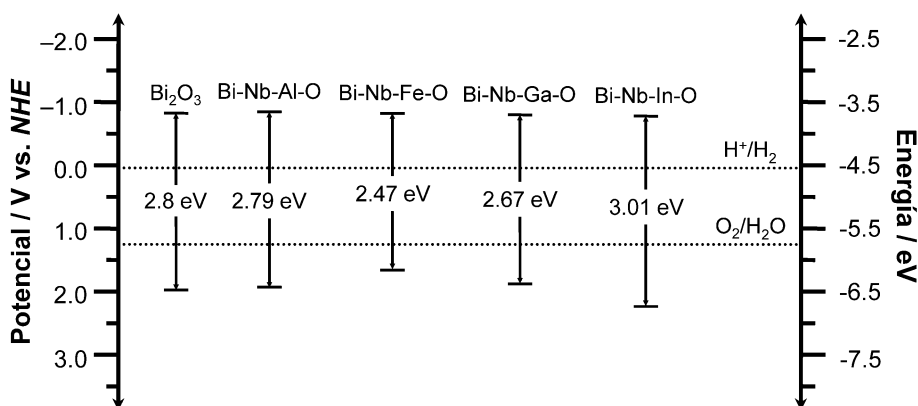 Potencial / V vs. NHE
–2.0
–1.0
0.0
1.0
2.0
3.0
Bi₂O₃
Bi-Nb-Al-O
Bi-Nb-Fe-O
Bi-Nb-Ga-O
Bi-Nb-In-O
H⁺/H₂
2.8 eV
2.79 eV
2.47 eV
2.67 eV
3.01 eV
O₂/H₂O
-2.5
-3.5
-4.5
-5.5
-6.5
-7.5
Energía / eV